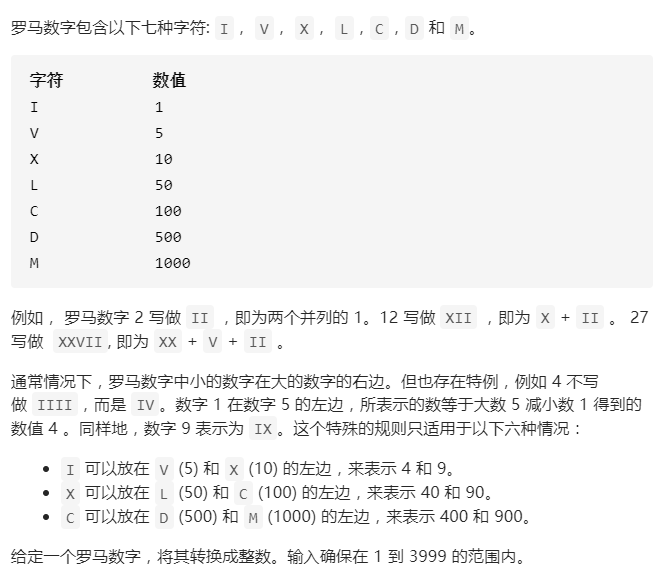 罗马数字包含以下七种字符: I， V， X， L，C，D 和 M。
字符 数值
I 1
V 5
X 10
L 50
C 100
D 500
M 1000
例如， 罗马数字 2 写做 II ，即为两个并列的 1。12 写做 XII ，即为 X + II 。 27
写做 XXVII, 即为 XX + V + II 。
通常情况下，罗马数字中小的数字在大的数字的右边。但也存在特例，例如 4 不写
做 IIII，而是 IV。数字 1 在数字 5 的左边，所表示的数等于大数 5 减小数 1 得到的
数值 4 。同样地，数字 9 表示为 IX。这个特殊的规则只适用于以下六种情况：
• I 可以放在 V (5) 和 X (10) 的左边，来表示 4 和 9。
• X 可以放在 L (50) 和 C (100) 的左边，来表示 40 和 90。
• C 可以放在 D (500) 和 M (1000) 的左边，来表示 400 和 900。
给定一个罗马数字，将其转换成整数。输入确保在 1 到 3999 的范围内。